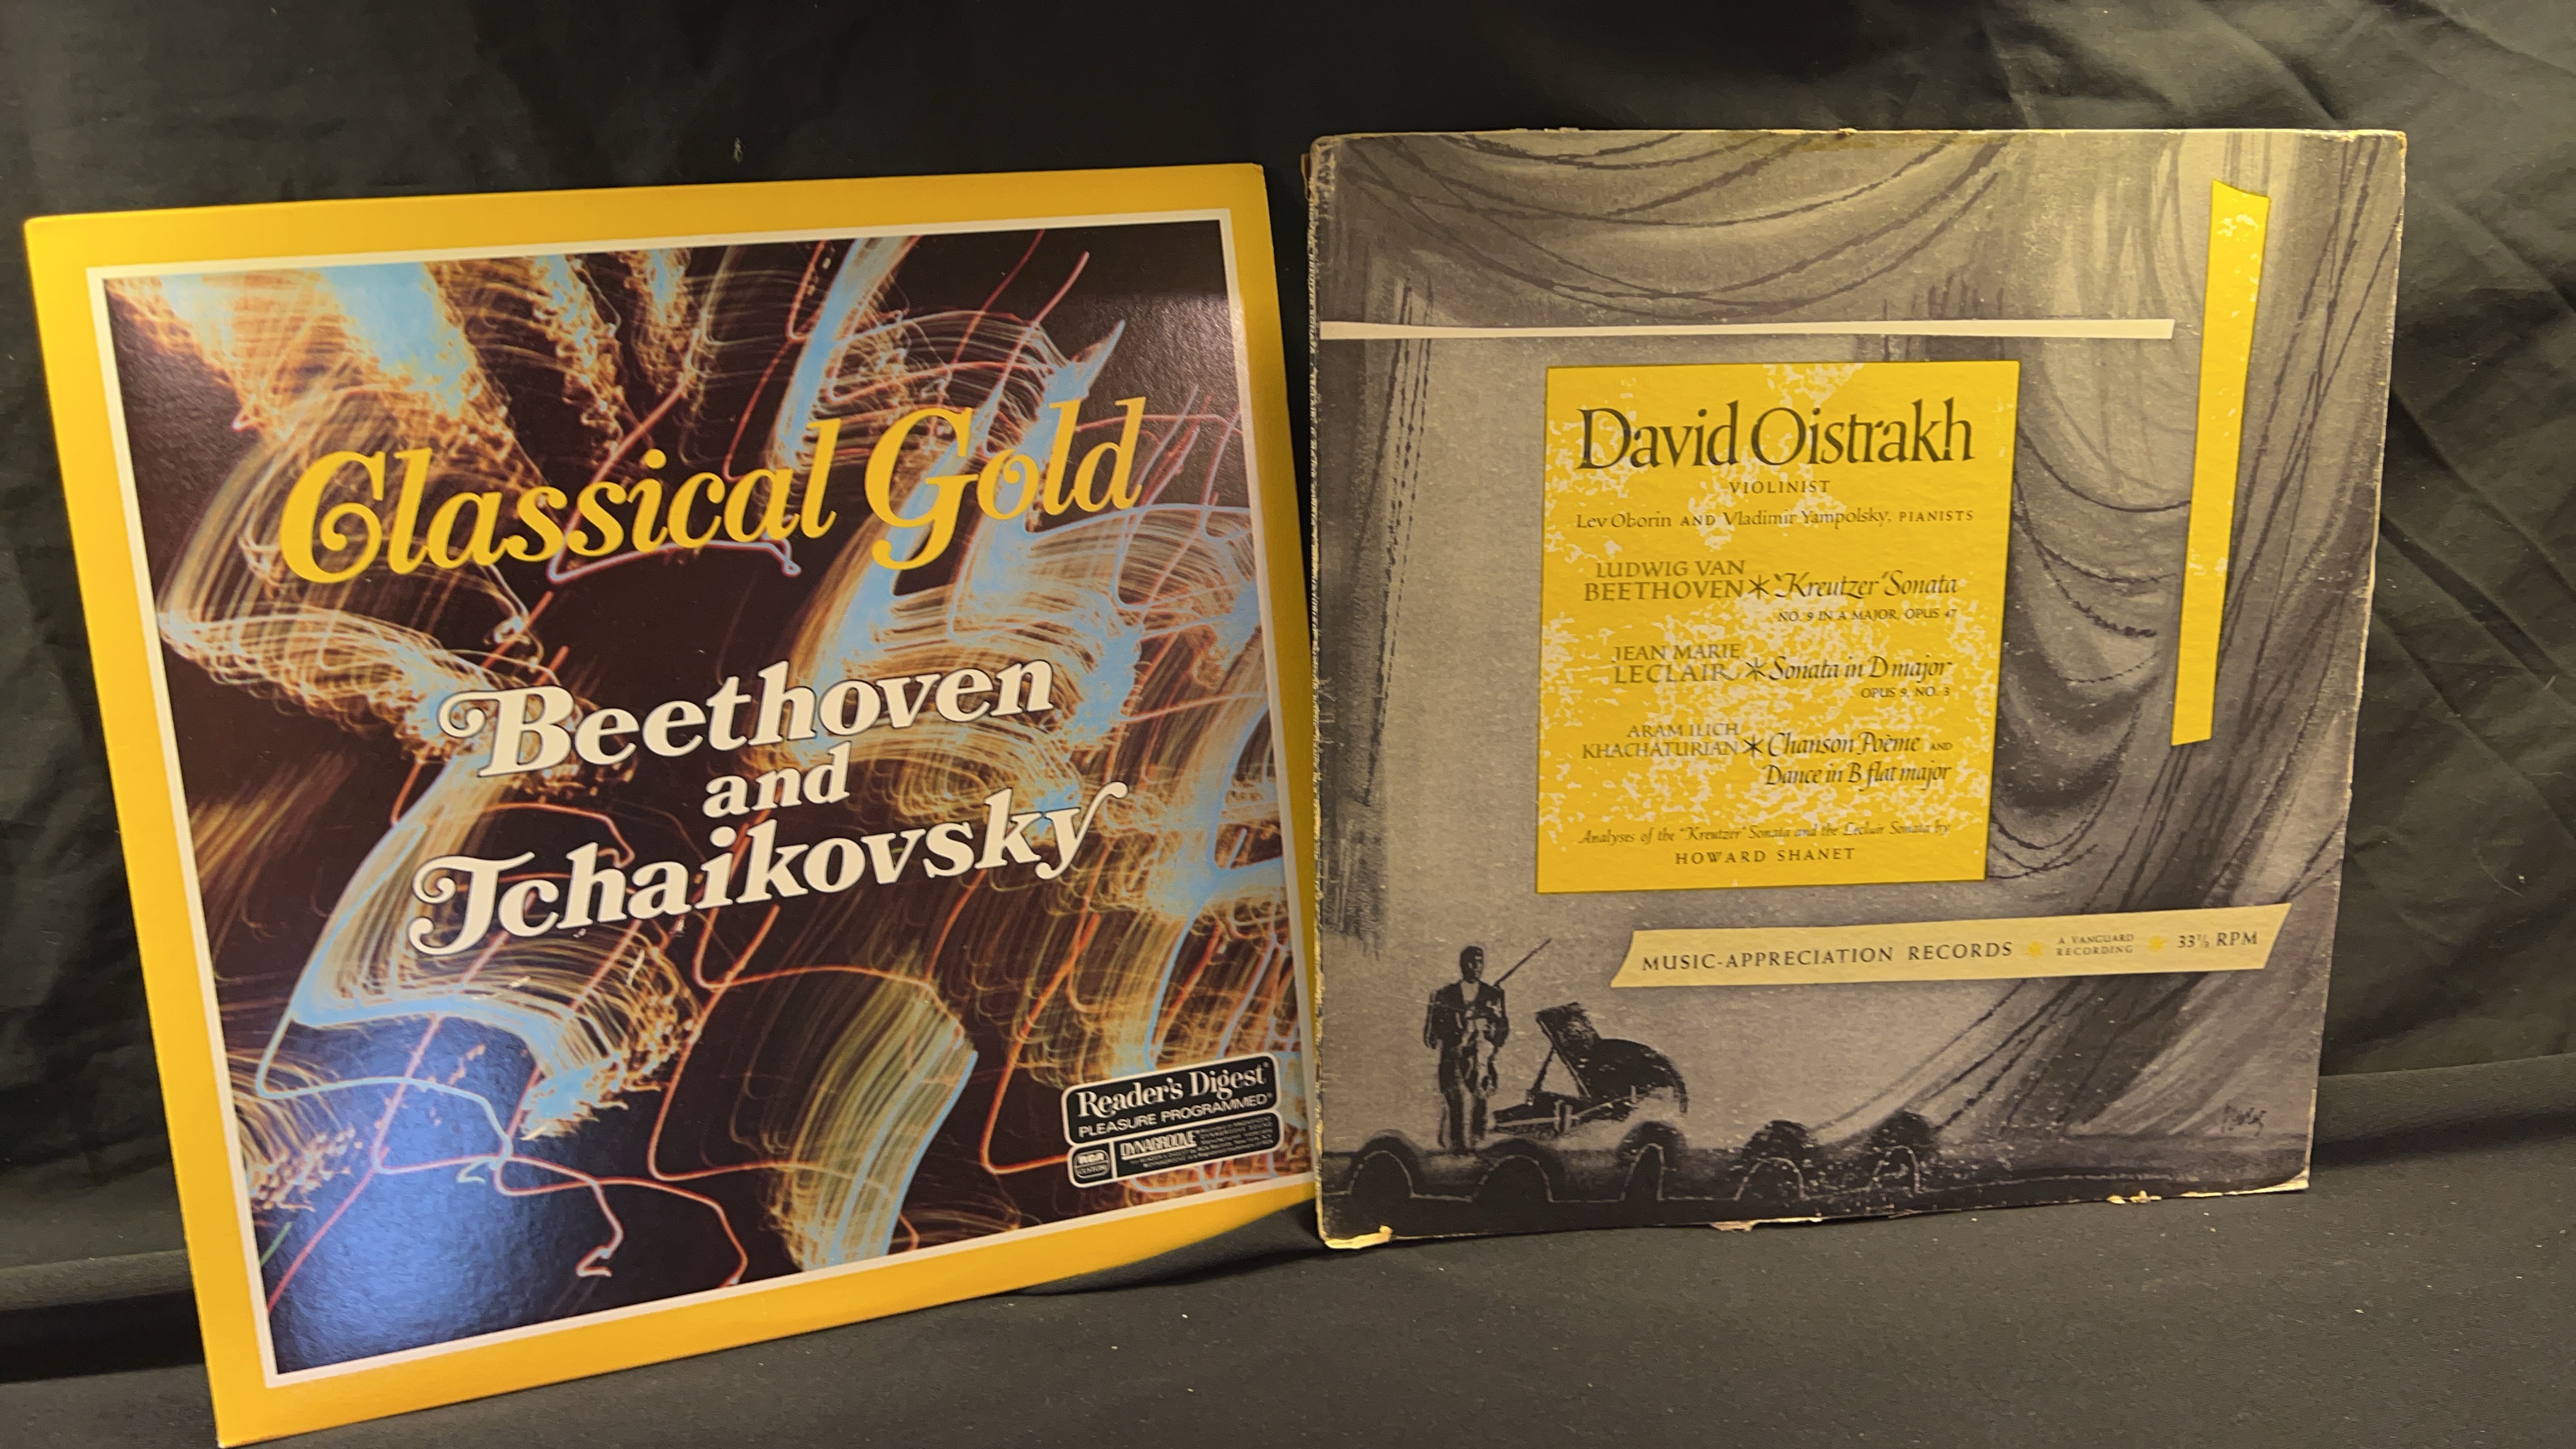 Classical Gold
Beethoven
and
Tchaikovsky
Reader's Digest®
PLEASURE PROGRAMMED®
RCA
CUSTOM
DYNAGROOVE
David Oistrakh
VIOLINIST
Lev Oborin AND Vladimir Yampolsky, PIANISTS
LUDWIG VAN
BEETHOVEN * "Kreutzer" Sonata
NO. 9 IN A MAJOR, OPUS 47
JEAN MARIE
LECLAIR * Sonata in D major
OPUS 9, NO. 3
ARAM ILICH
KHACHATURIAN * Chanson Poème AND
Dance in B flat major
Analyses of the "Kreutzer" Sonata and the Leclair Sonata by
HOWARD SHANET
MUSIC-APPRECIATION RECORDS
A VANGUARD
RECORDING
33⅓ RPM